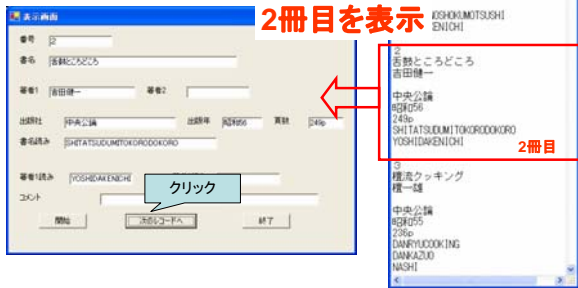 2冊目を表示
表示画面
番号 2
書名 舌鼓ところどころ
著者1 吉田健一 著者2
出版社 中央公論 出版年 昭和56 頁数 249p
書名読み SHITATSUDUMITOKORODOKORO
著者1読み YOSHIDAKENICHI
コメント
クリック
開始 次のレコードへ 終了
OSHOKUMOTSUSHI
ENICHI
2
舌鼓ところどころ
吉田健一
中央公論
昭和56
249p
SHITATSUDUMITOKORODOKORO
YOSHIDAKENICHI
2冊目
3
檀流クッキング
檀一雄
中央公論
昭和55
236p
DANRYUCOOKING
DANKAZUO
NASHI